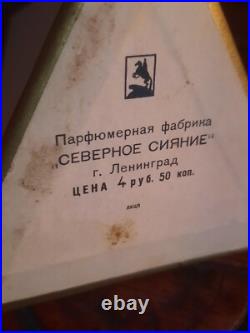 Парфюмерная фабрика
„СЕВЕРНОЕ СИЯНИЕ"
г. Ленинград
ЦЕНА 4 руб. 50 коп.